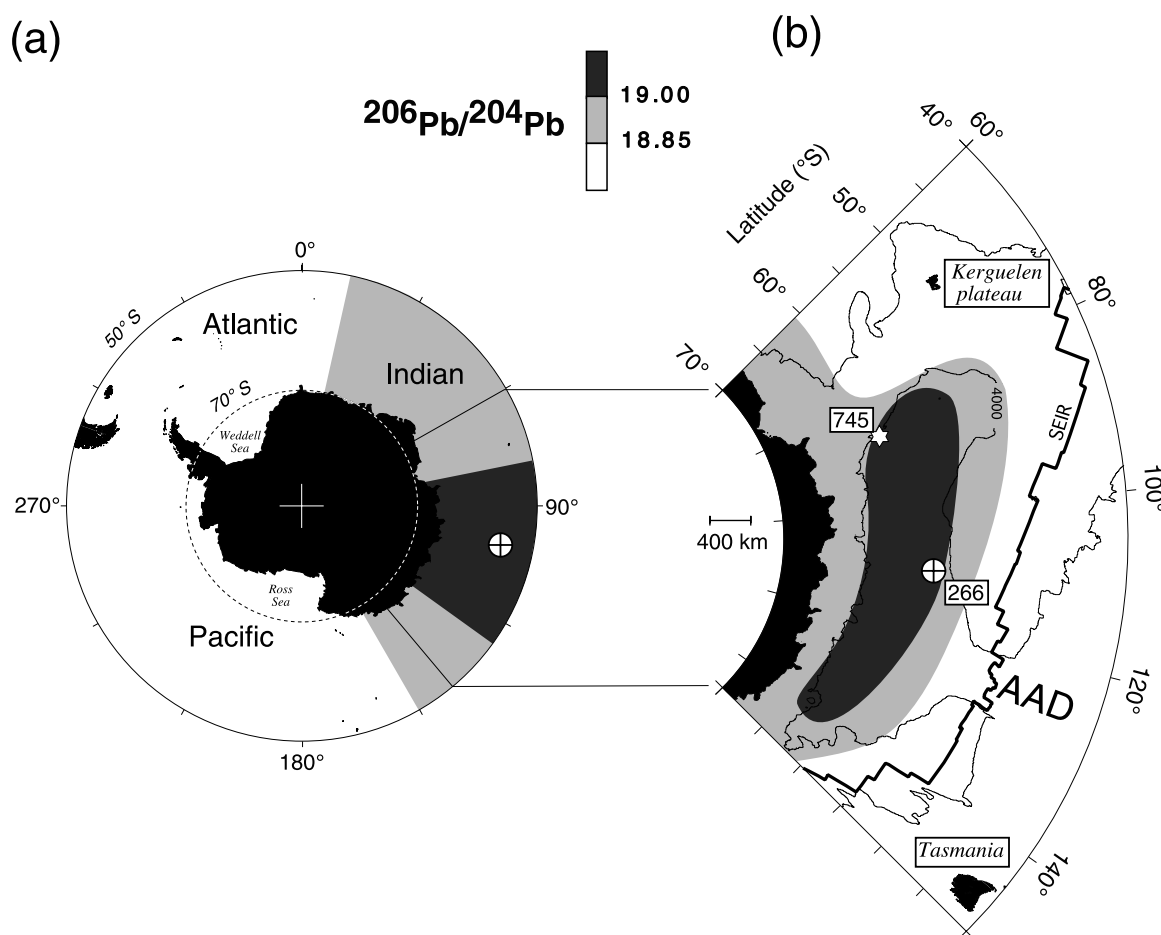 (a)
(b)
206Pb/204Pb
19.00
18.85
0°
50° S
Atlantic
Indian
70° S
Weddell
Sea
270°
90°
Ross
Sea
Pacific
180°
40°
60°
Latitude (°S)
50°
60°
70°
Kerguelen
plateau
80°
4000
SEIR
745
100°
400 km
266
AAD
120°
Tasmania
140°